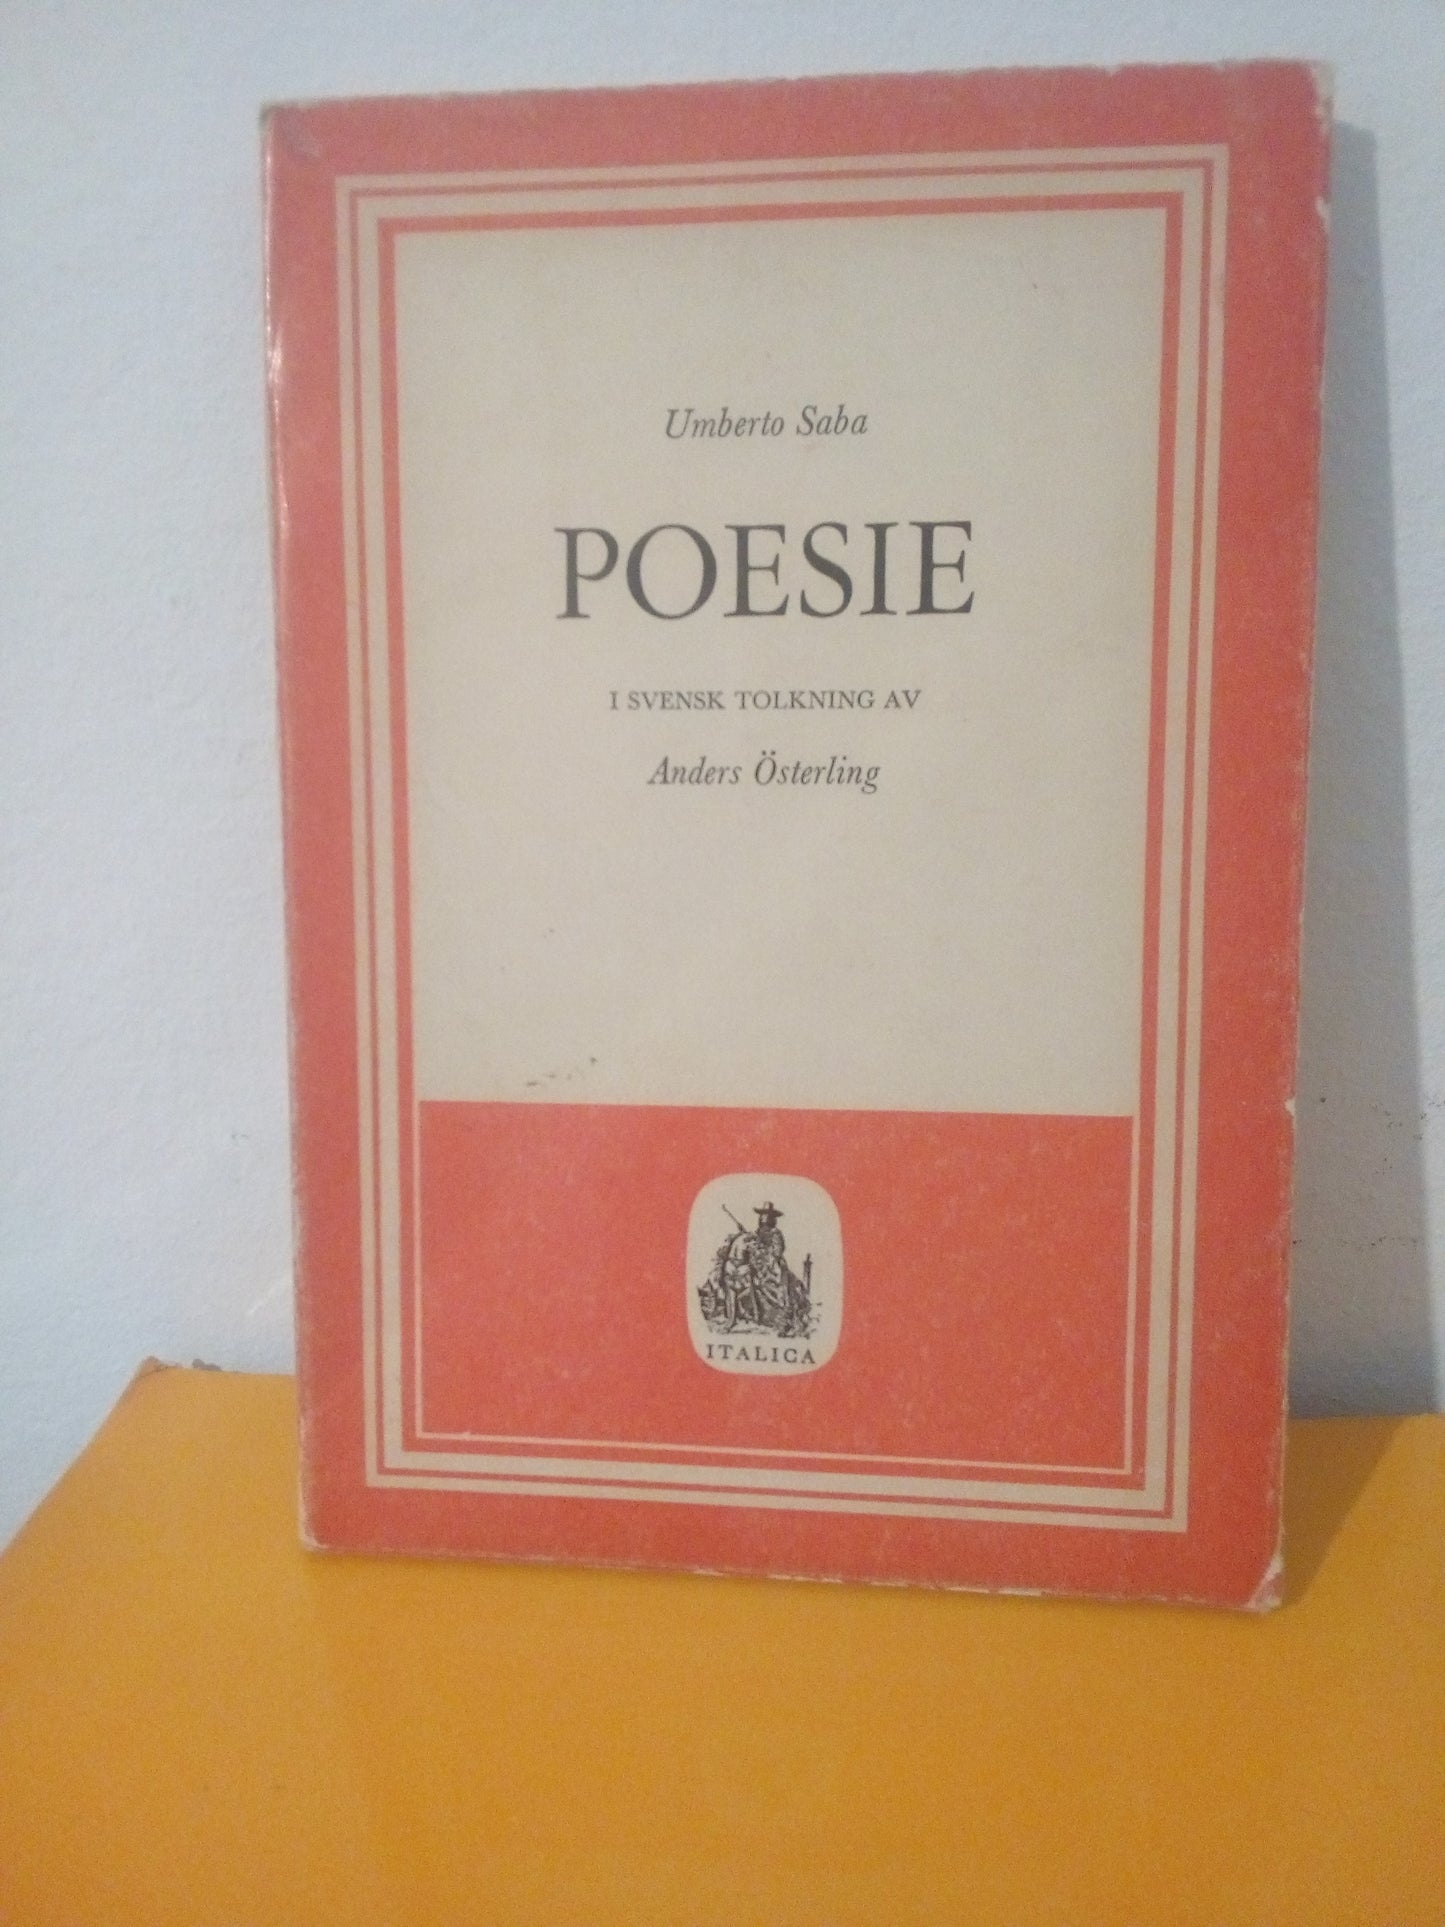 Umberto Saba
POESIE
I SVENSK TOLKNING AV
Anders Österling
ITALICA